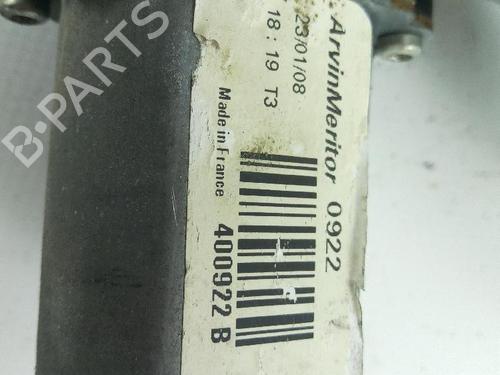 ArvinMeritor 0922
23/01/08
18 : 19 T3
Made in France
400922 B
B-PARTS